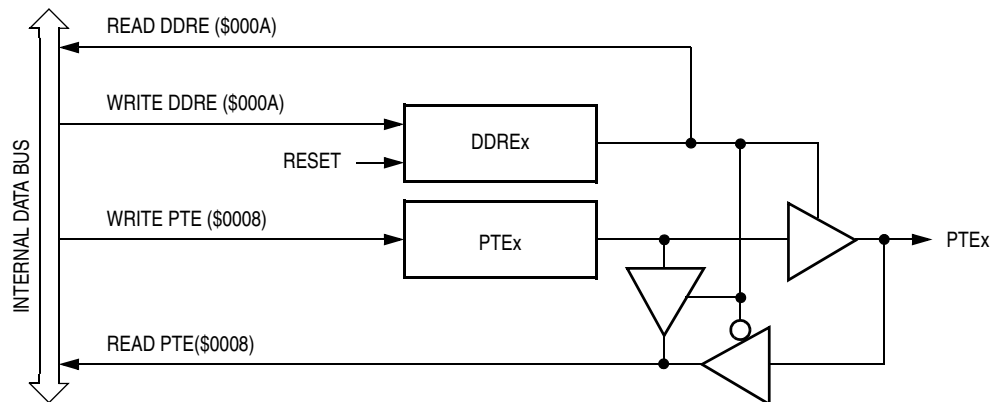 READ DDRE ($000A)
WRITE DDRE ($000A)
DDREx
RESET
INTERNAL DATA BUS
WRITE PTE ($0008)
PTEx
PTEx
READ PTE($0008)